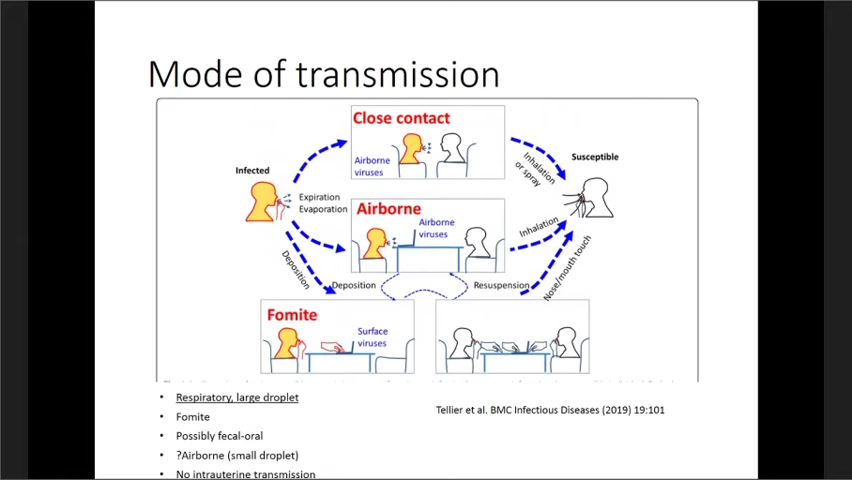 Mode of transmission
Close contact
Airborne
viruses
Infected
Susceptible
Inhalation
or spray
Expiration
Evaporation
Airborne
Airborne
viruses
Inhalation
Deposition
Deposition
Resuspension
Nose/mouth touch
Fomite
Surface
viruses
• Respiratory, large droplet
• Fomite
• Possibly fecal-oral
• ?Airborne (small droplet)
• No intrauterine transmission
Tellier et al. BMC Infectious Diseases (2019) 19:101